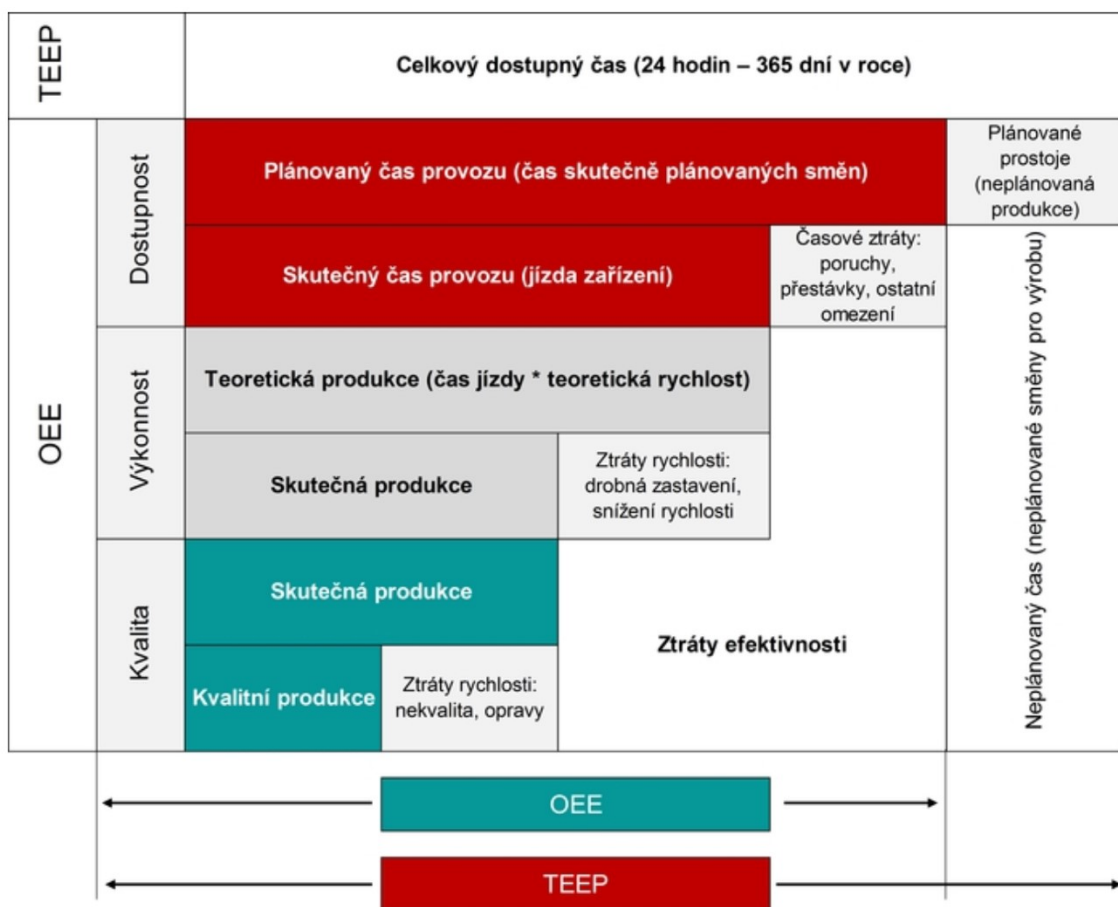 TEEP
Celkový dostupný čas (24 hodin – 365 dní v roce)
OEE
Dostupnost
Plánovaný čas provozu (čas skutečně plánovaných směn)
Plánované
prostoje
(neplánovaná
produkce)
Skutečný čas provozu (jízda zařízení)
Časové ztráty:
poruchy,
přestávky, ostatní
omezení
Neplánovaný čas (neplánované směny pro výrobu)
Výkonnost
Teoretická produkce (čas jízdy * teoretická rychlost)
Skutečná produkce
Ztráty rychlosti:
drobná zastavení,
snížení rychlosti
Kvalita
Skutečná produkce
Ztráty efektivnosti
Kvalitní produkce
Ztráty rychlosti:
nekvalita, opravy
OEE
TEEP